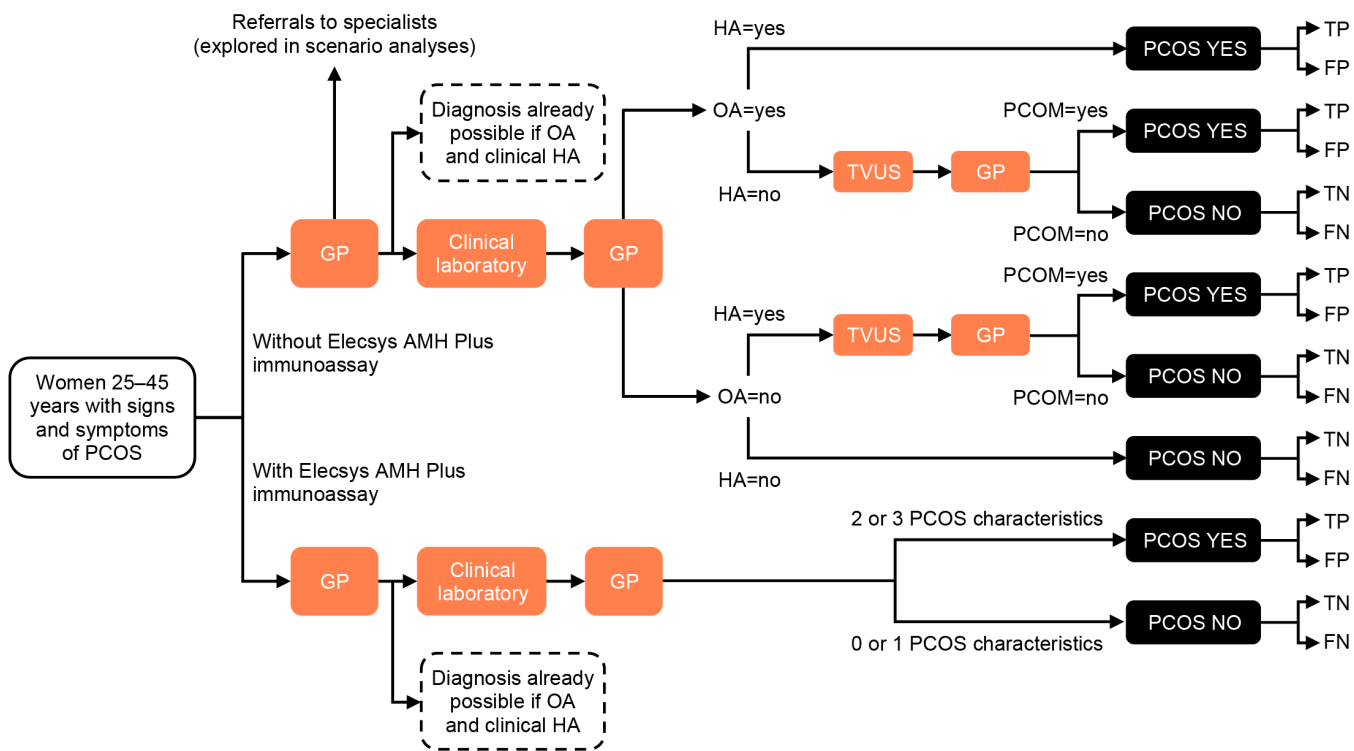 Referrals to specialists
(explored in scenario analyses)
Diagnosis already
possible if OA
and clinical HA
GP
Clinical
laboratory
GP
HA=yes
OA=yes
HA=no
PCOS YES
TP
FP
TVUS
GP
PCOM=yes
PCOS YES
TP
FP
PCOM=no
PCOS NO
TN
FN
HA=yes
OA=no
HA=no
TVUS
GP
PCOM=yes
PCOS YES
TP
FP
PCOM=no
PCOS NO
TN
FN
PCOS NO
TN
FN
Without Elecsys AMH Plus
immunoassay
Women 25–45
years with signs
and symptoms
of PCOS
With Elecsys AMH Plus
immunoassay
GP
Clinical
laboratory
GP
2 or 3 PCOS characteristics
PCOS YES
TP
FP
0 or 1 PCOS characteristics
PCOS NO
TN
FN
Diagnosis already
possible if OA
and clinical HA